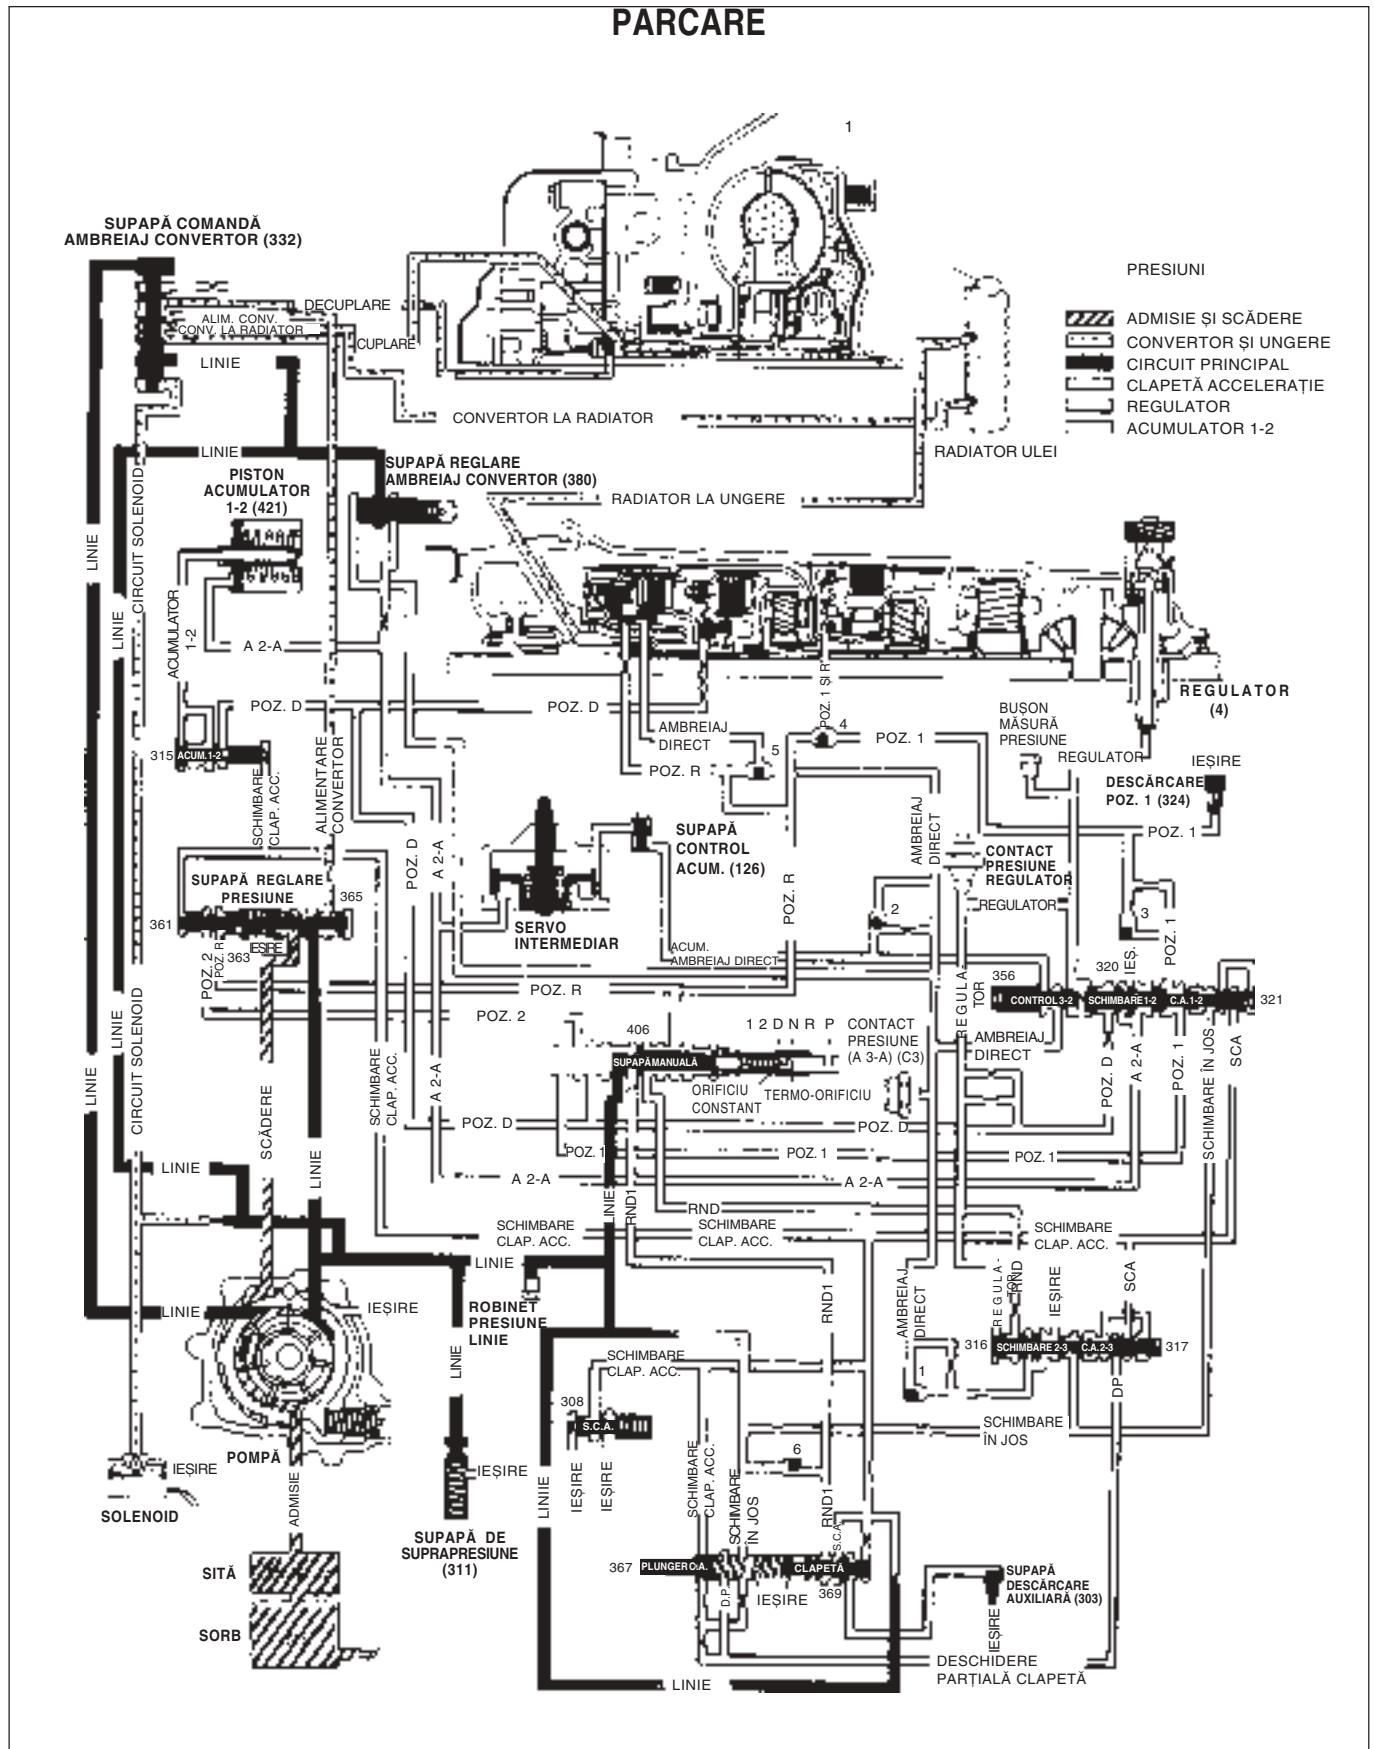 PARCARE
1
SUPAPĂ COMANDĂ
AMBREIAJ CONVERTOR (332)
PRESIUNI
ADMISIE ȘI SCĂDERE
CONVERTOR ȘI UNGERE
CIRCUIT PRINCIPAL
CLAPETĂ ACCELERAȚIE
REGULATOR
ACUMULATOR 1-2
DECUPLARE
ALIM. CONV.
CONV. LA RADIATOR
CUPLARE
LINIE
CONVERTOR LA RADIATOR
RADIATOR ULEI
LINIE
SUPAPĂ REGLARE
AMBREIAJ CONVERTOR (380)
PISTON
ACUMULATOR
1-2 (421)
RADIATOR LA UNGERE
LINIE
LINIE
CIRCUIT SOLENOID
ACUMULATOR
1-2
A 2-A
POZ. D
POZ. D
POZ. 1 ȘI R
4
POZ. 1
AMBREIAJ
DIRECT
5
POZ. R
BUȘON
MĂSURĂ
PRESIUNE
REGULATOR
REGULATOR
(4)
IEȘIRE
DESCĂRCARE
POZ. 1 (324)
POZ. 1
315
ACUM.1-2
SCHIMBARE
CLAP. ACC.
ALIMENTARE
CONVERTOR
POZ. D
A 2-A
SUPAPĂ
CONTROL
ACUM. (126)
POZ. R
AMBREIAJ
DIRECT
CONTACT
PRESIUNE
REGULATOR
REGULATOR
SUPAPĂ REGLARE
PRESIUNE
365
361
363
IEȘIRE
POZ. 2
POZ. R
SERVO
INTERMEDIAR
2
3
POZ. 1
IEȘ.
ACUM.
AMBREIAJ DIRECT
REGULA-
TOR
356
320
321
CONTROL 3-2
SCHIMBARE 1-2
C.A. 1-2
POZ. R
POZ. 2
406
SUPAPĂ MANUALĂ
1 2 D N R P
CONTACT
PRESIUNE
(A 3-A) (C3)
ORIFICIU
CONSTANT
TERMO-ORIFICIU
AMBREIAJ
DIRECT
POZ. D
A 2-A
POZ. 1
SCHIMBARE ÎN JOS
SCA
LINIE
LINIE
CIRCUIT SOLENOID
SCĂDERE
LINIE
SCHIMBARE
CLAP. ACC.
A 2-A
POZ. D
POZ. D
POZ. 1
POZ. 1
POZ. 1
A 2-A
A 2-A
LINIE
LINIE
RND1
RND
SCHIMBARE
CLAP. ACC.
SCHIMBARE
CLAP. ACC.
SCHIMBARE
CLAP. ACC.
LINIE
LINIE
IEȘIRE
ROBINET
PRESIUNE
LINIE
LINIE
RND1
AMBREIAJ
DIRECT
REGULA-
TOR
RND
IEȘIRE
SCA
316
SCHIMBARE 2-3
C.A. 2-3
317
1
DP
SCHIMBARE
CLAP. ACC.
308
S.C.A.
IEȘIRE
IEȘIRE
SCHIMBARE
ÎN JOS
6
SCHIMBARE
CLAP. ACC.
SCHIMBARE
ÎN JOS
RND1
S.C.A.
POMPĂ
IEȘIRE
SOLENOID
ADMISIE
IEȘIRE
LINIIE
SUPAPĂ DE
SUPRAPRESIUNE
(311)
SITĂ
SORB
367
PLUNGER C.A.
CLAPETĂ
D.P.
IEȘIRE
369
SUPAPĂ
DESCĂRCARE
AUXILIARĂ (303)
IEȘIRE
DESCHIDERE
PARȚIALĂ CLAPETĂ
LINIE